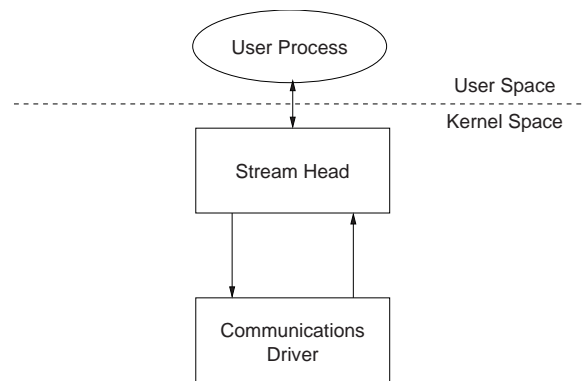 User Process
User Space
Kernel Space
Stream Head
Communications
Driver